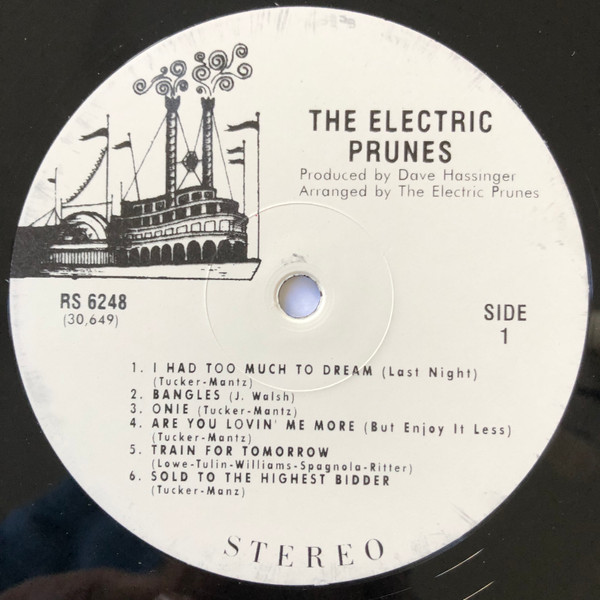 THE ELECTRIC
PRUNES
Produced by Dave Hassinger
Arranged by The Electric Prunes
RS 6248
(30,649)
SIDE
1
1. I HAD TOO MUCH TO DREAM (Last Night)
(Tucker-Mantz)
2. BANGLES (J. Walsh)
3. ONIE (Tucker-Mantz)
4. ARE YOU LOVIN' ME MORE (But Enjoy It Less)
(Tucker-Mantz)
5. TRAIN FOR TOMORROW
(Lowe-Tulin-Williams-Spagnola-Ritter)
6. SOLD TO THE HIGHEST BIDDER
(Tucker-Manz)
STEREO